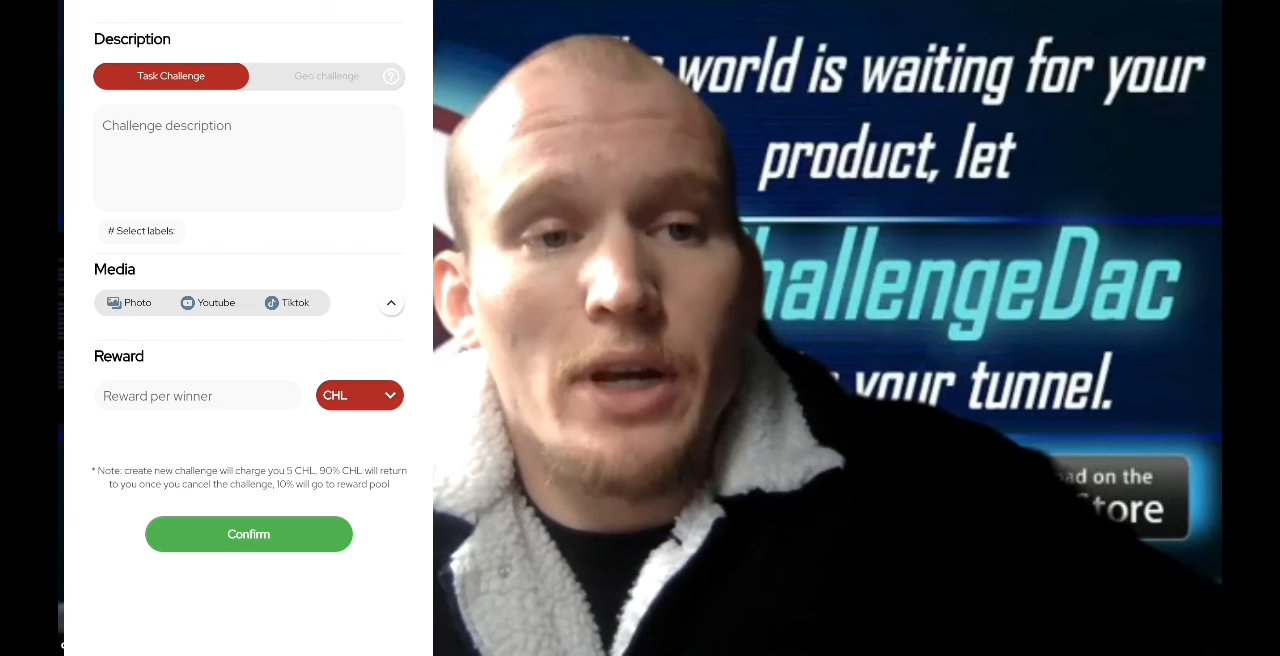 Description
Task Challenge
Geo challenge
?
Challenge description
# Select labels:
Media
Photo
Youtube
Tiktok
Reward
Reward per winner
CHL
* Note: create new challenge will charge you 5 CHL, 90% CHL will return
to you once you cancel the challenge, 10% will go to reward pool
Confirm
world is waiting for your
product, let
hallengeDac
your tunnel.
ad on the
tore